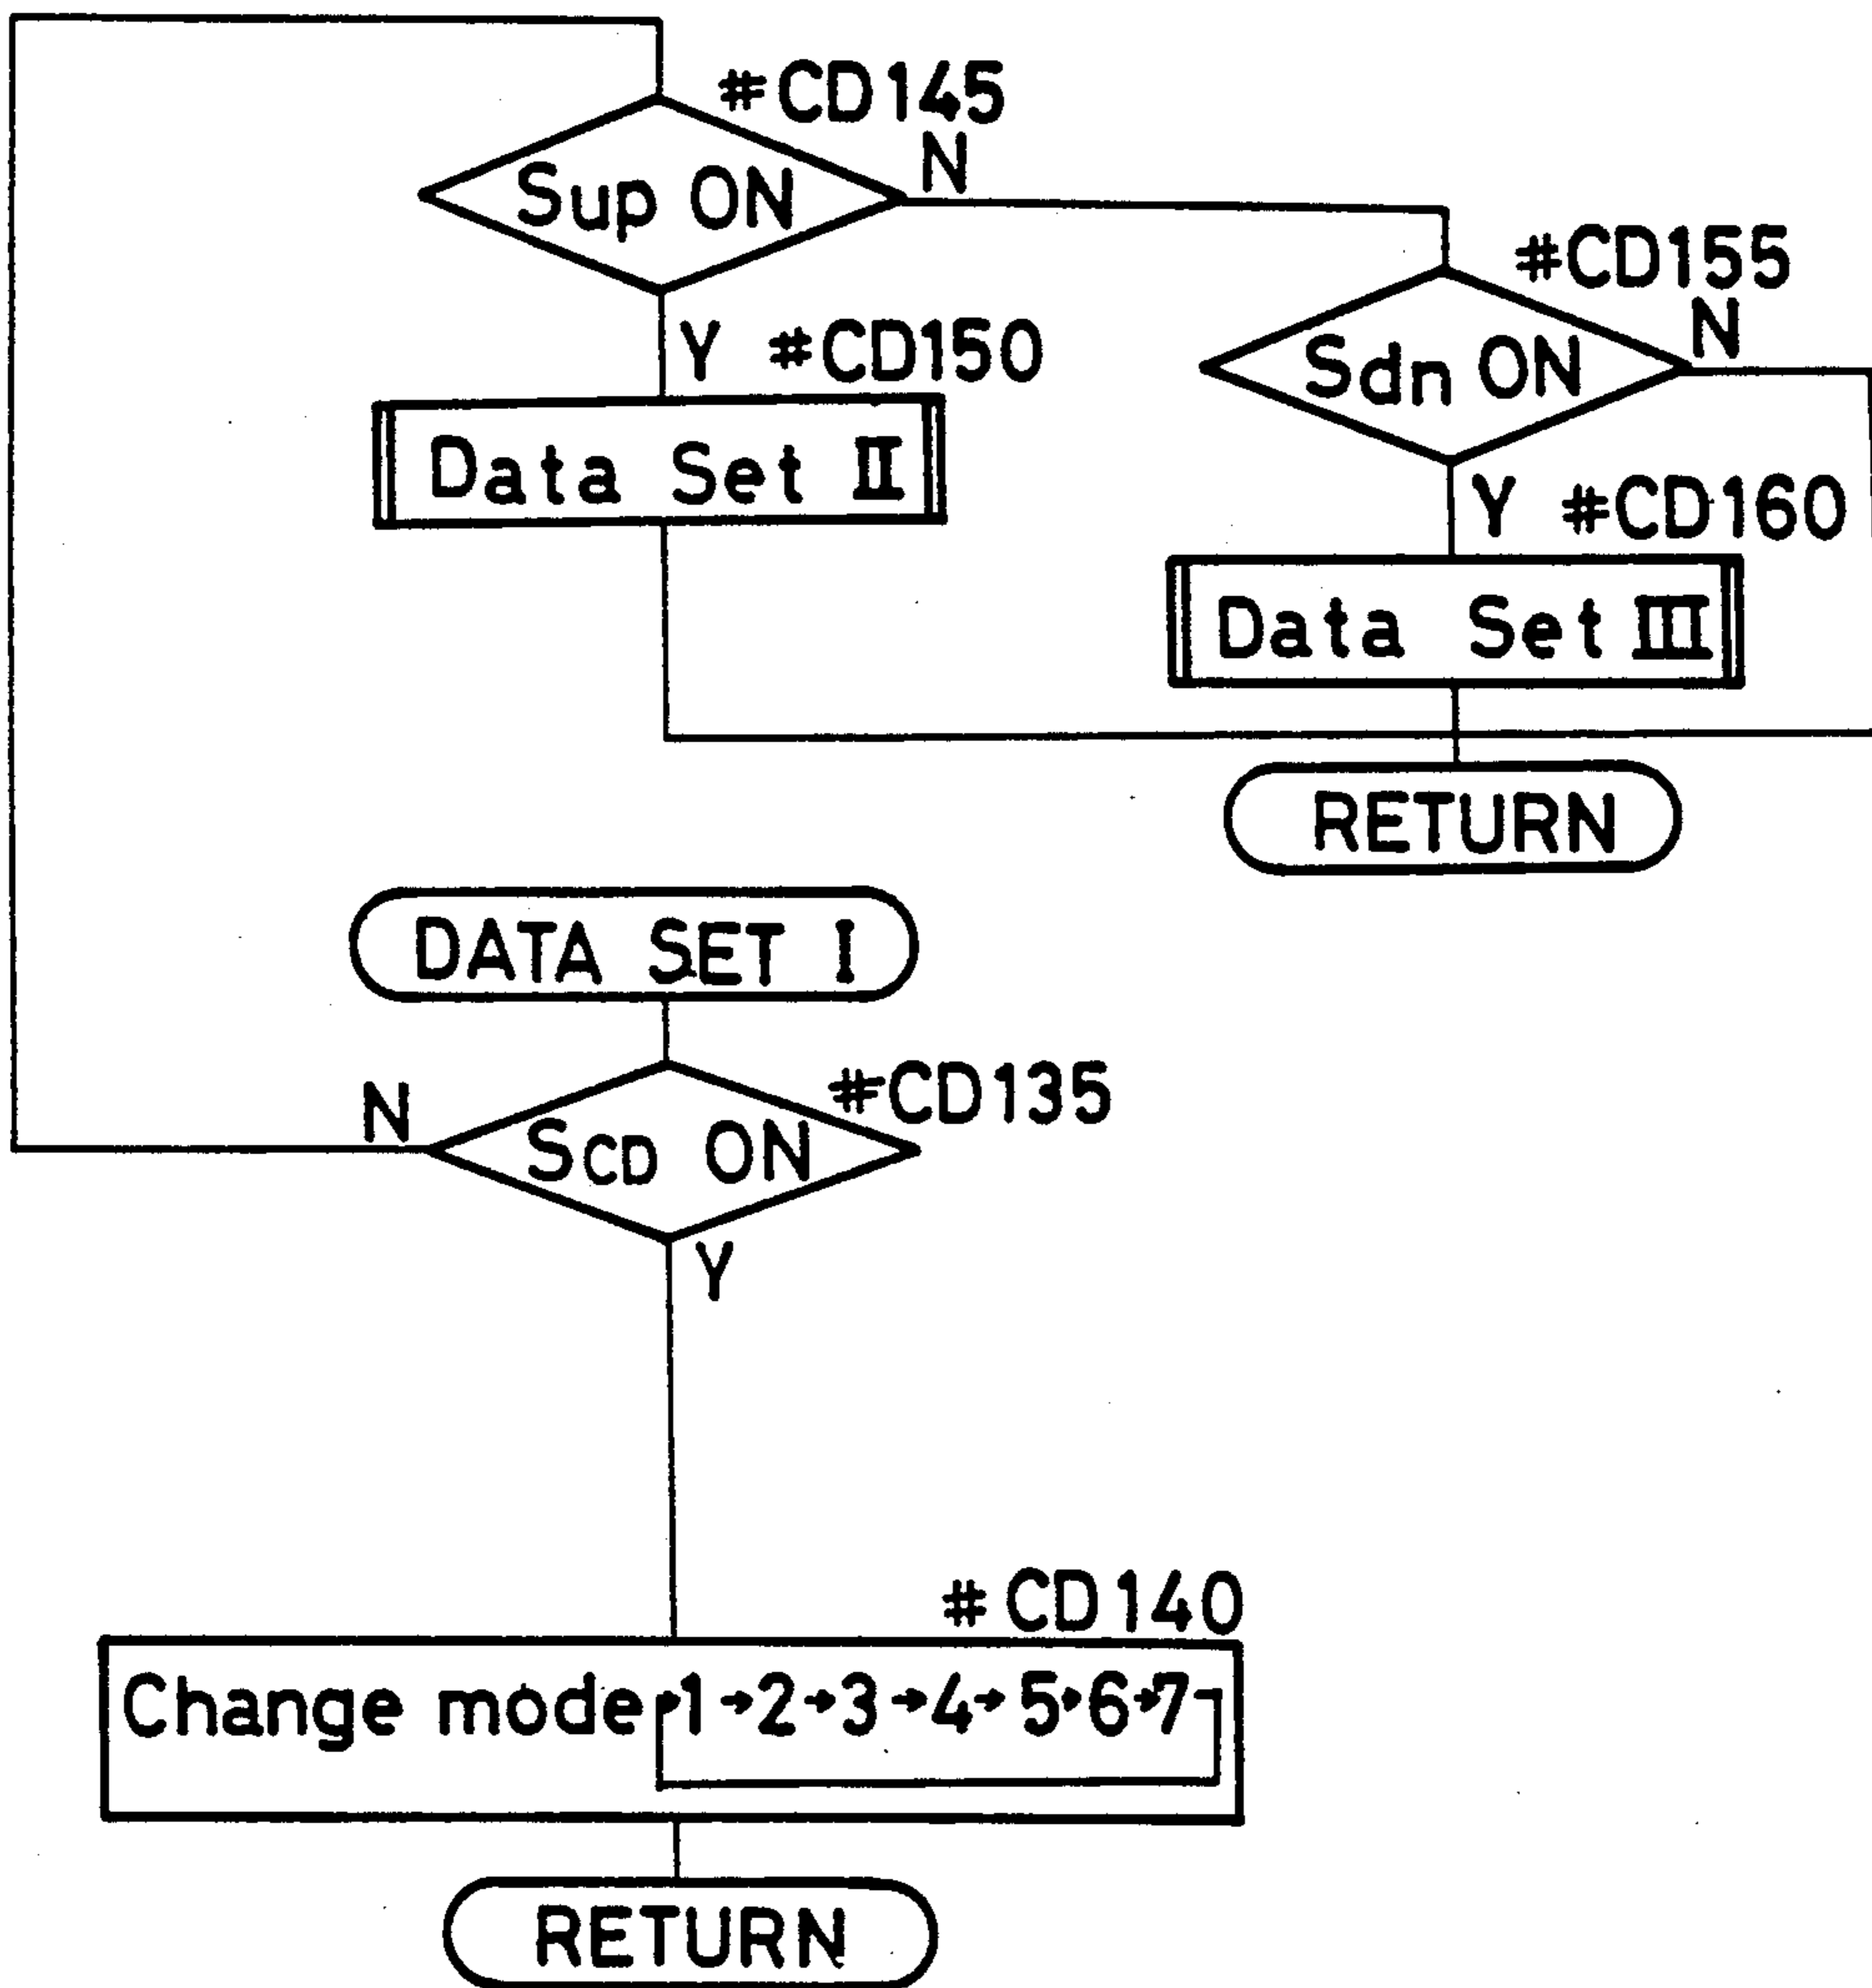 #CD145
Sup ON
N
#CD155
Sdn ON
N
Y #CD150
Data Set II
Y #CD160
Data Set III
RETURN
DATA SET I
#CD135
N
SCD ON
Y
#CD140
Change mode 1→2→3→4→5→6→7
RETURN